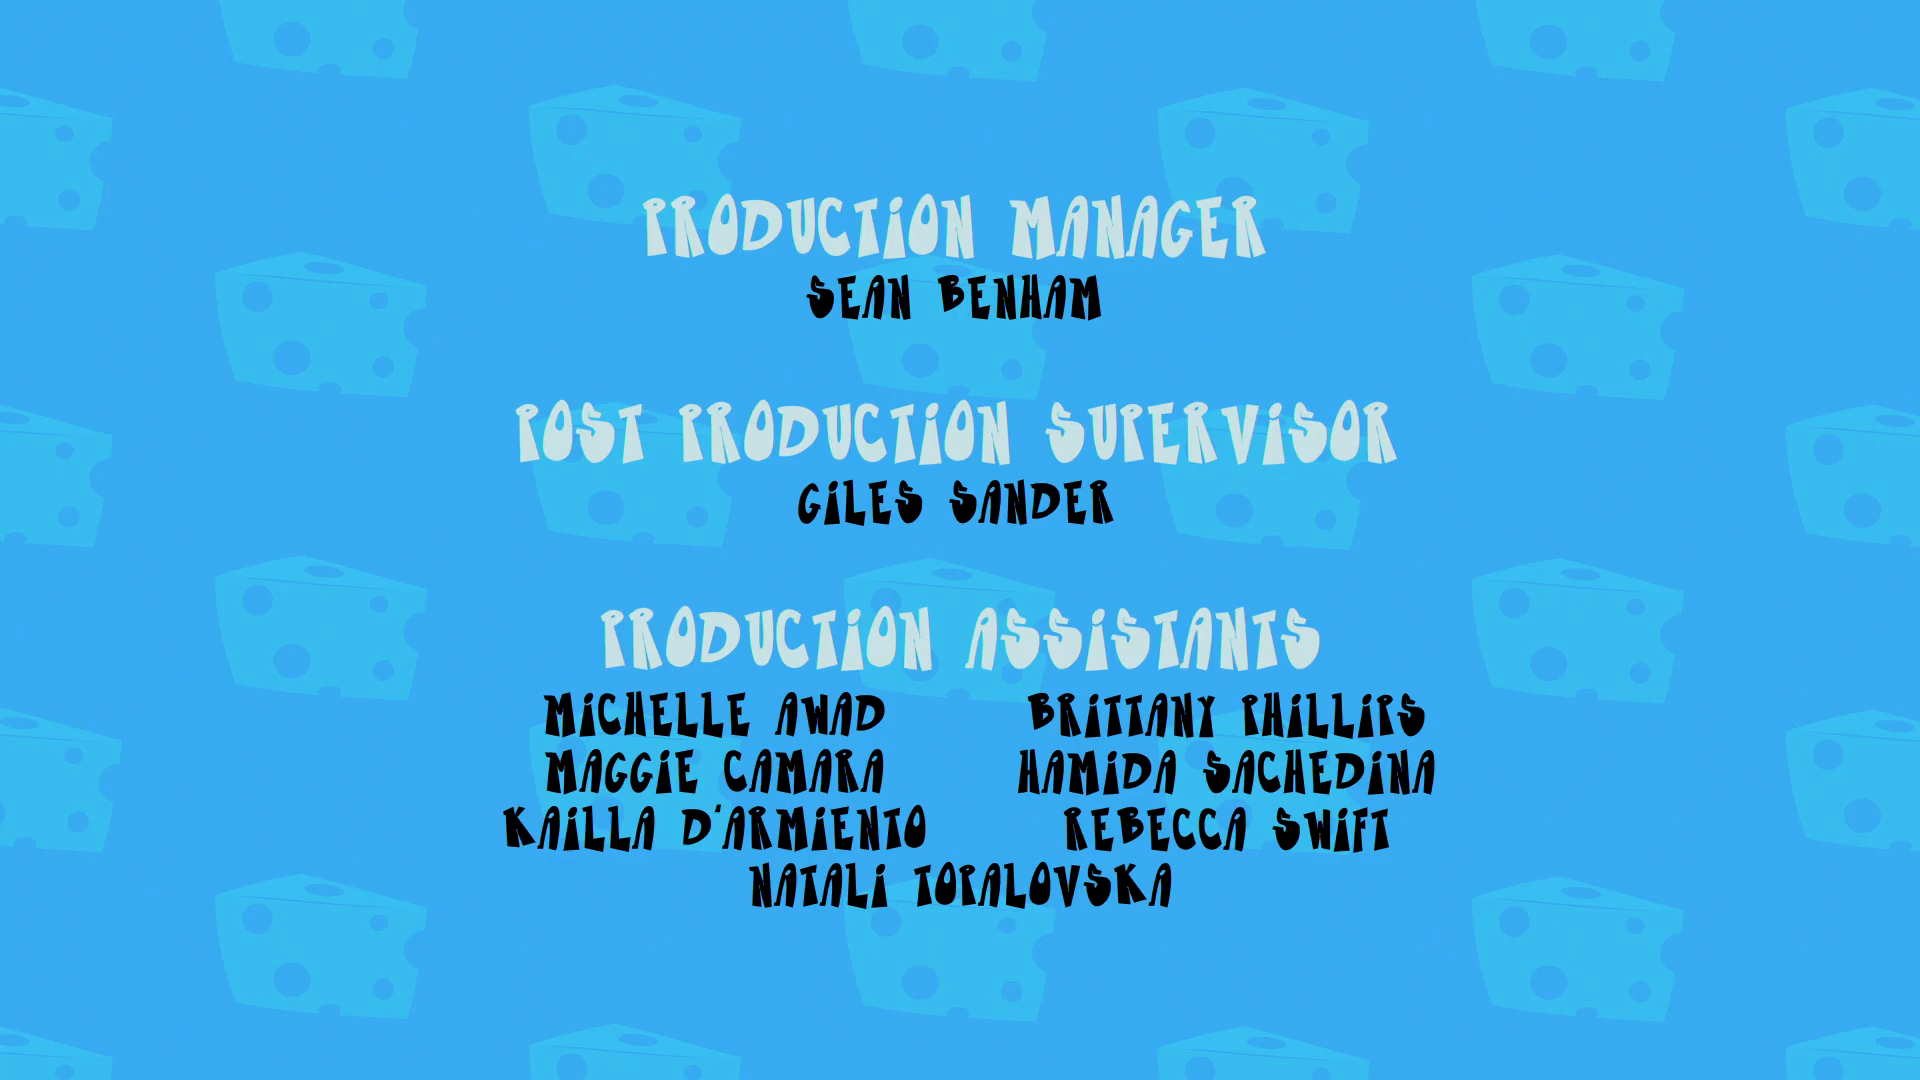 PRODUCTION MANAGER
SEAN BENHAM
POST PRODUCTION SUPERVISOR
GILES SANDER
PRODUCTION ASSISTANTS
MICHELLE AWAD BRITTANY PHILLIPS
MAGGIE CAMARA HAMIDA SACHEDINA
KAILLA D'ARMIENTO REBECCA SWIFT
NATALI TOPALOVSKA